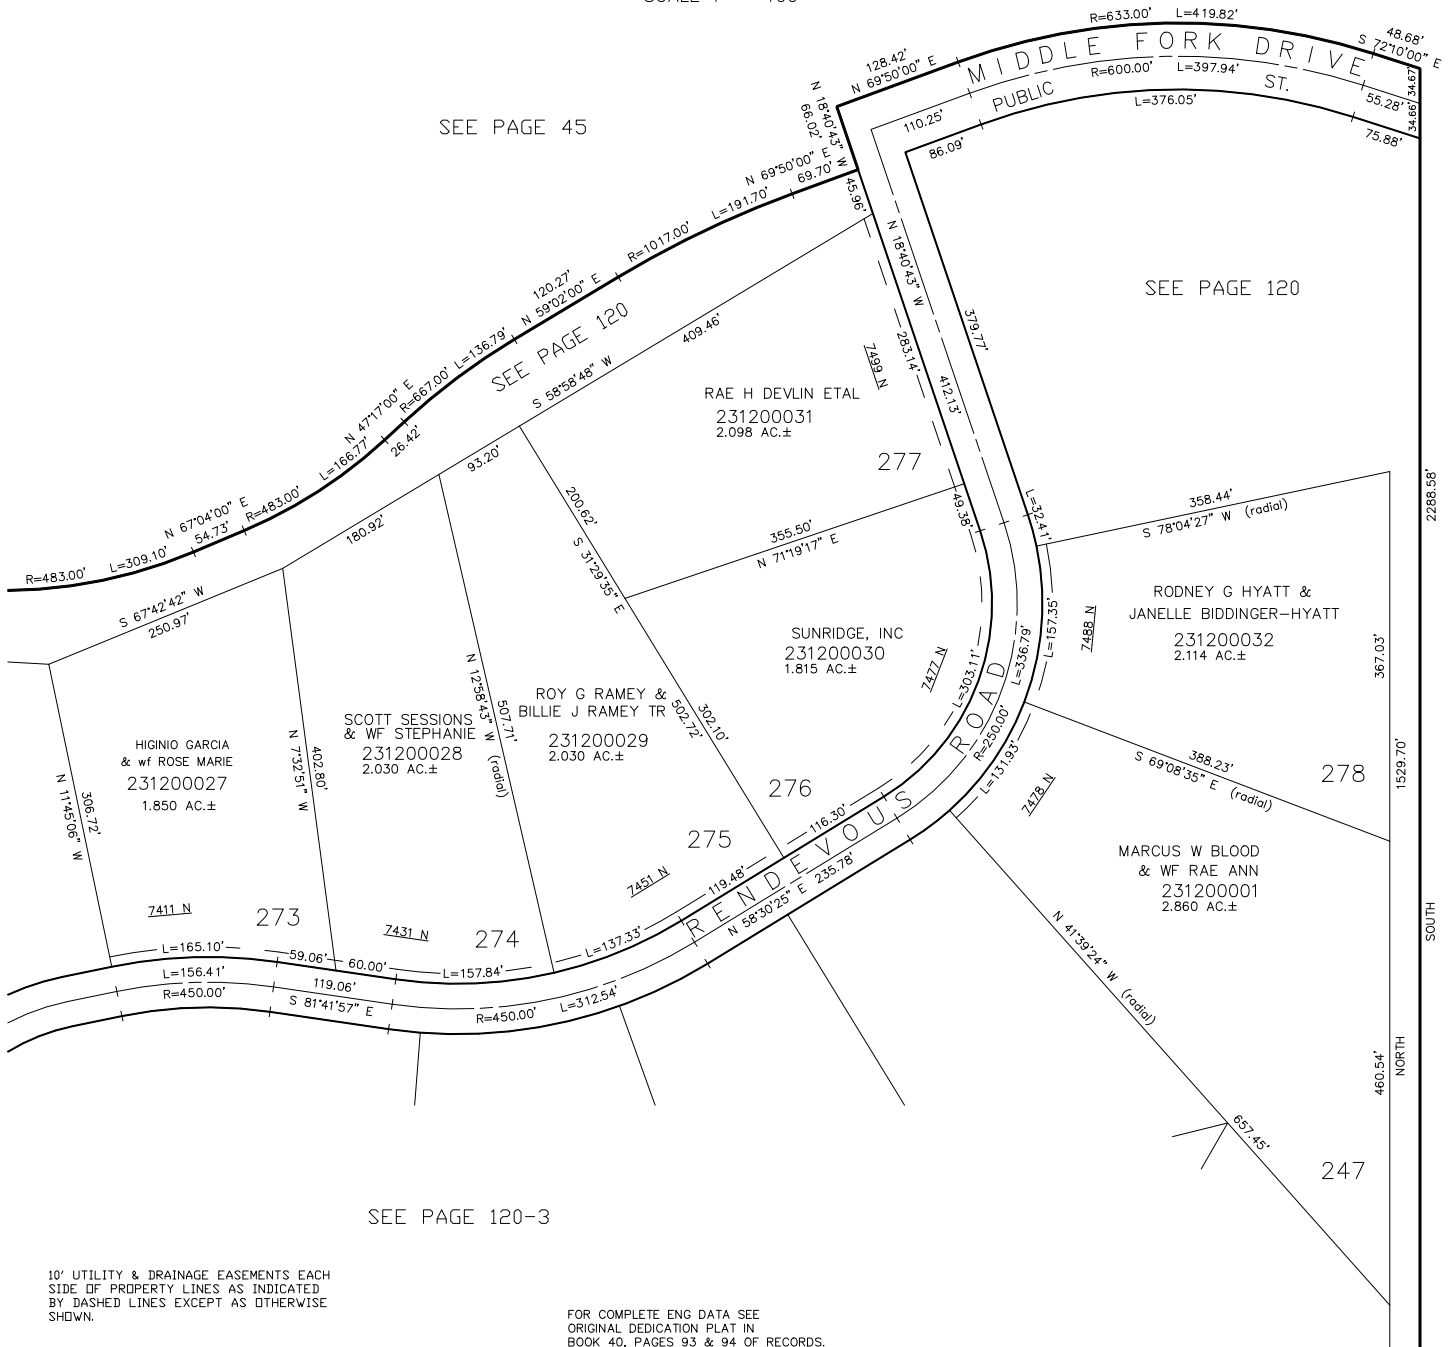 R=633.00' L=419.82'
48.68'
S 72°10'00" E
128.42'
N 69°50'00" E
MIDDLE FORK DRIVE
R=600.00' L=397.94'
PUBLIC ST.
L=376.05'
34.67'
55.28'
34.66'
75.88'
110.25'
86.09'
N 18°40'43" W
66.02'
SEE PAGE 45
N 69°50'00" E
69.70'
45.96'
L=191.70'
R=1017.00'
N 18°40'43" W
120.27'
N 59°02'00" E
SEE PAGE 120
SEE PAGE 120
409.46'
S 58°58'48" W
283.14'
379.77'
412.13'
7499 N
L=136.79'
R=667.00'
N 47°17'00" E
26.42'
L=166.77'
RAE H DEVLIN ETAL
231200031
2.098 AC.±
277
93.20'
R=483.00'
N 67°04'00" E
54.73'
L=309.10'
R=483.00'
180.92'
200.62'
S 31°29'35" E
49.38'
L=32.41'
358.44'
S 78°04'27" W (radial)
2288.58'
355.50'
N 71°19'17" E
S 67°42'42" W
250.97'
RODNEY G HYATT &
JANELLE BIDDINGER-HYATT
231200032
2.114 AC.±
7488 N
L=157.35'
L=336.79'
367.03'
SUNRIDGE, INC
231200030
1.815 AC.±
7477 N
L=303.11'
N 12°58'43" W (radial)
507.71'
ROY G RAMEY &
BILLIE J RAMEY TR
231200029
2.030 AC.±
302.10'
502.72'
SCOTT SESSIONS
& WF STEPHANIE
231200028
2.030 AC.±
HIGINIO GARCIA
& wf ROSE MARIE
231200027
1.850 AC.±
N 7°32'51" W
402.80'
N 11°45'06" W
306.72'
R=250.00'
L=131.93'
7478 N
388.23'
S 69°08'35" E (radial)
278
1529.70'
276
116.30'
275
RENDEVOUS ROAD
MARCUS W BLOOD
& WF RAE ANN
231200001
2.860 AC.±
7451 N
119.48'
N 58°30'25" E 235.78'
7411 N
273
7431 N
274
L=137.33'
L=165.10'
59.06'
60.00'
L=157.84'
L=156.41'
R=450.00'
119.06'
S 81°41'57" E
R=450.00' L=312.54'
N 41°39'24" W (radial)
SOUTH
NORTH
460.54'
657.45'
247
SEE PAGE 120-3
10' UTILITY & DRAINAGE EASEMENTS EACH
SIDE OF PROPERTY LINES AS INDICATED
BY DASHED LINES EXCEPT AS OTHERWISE
SHOWN.
FOR COMPLETE ENG DATA SEE
ORIGINAL DEDICATION PLAT IN
BOOK 40, PAGES 93 & 94 OF RECORDS.